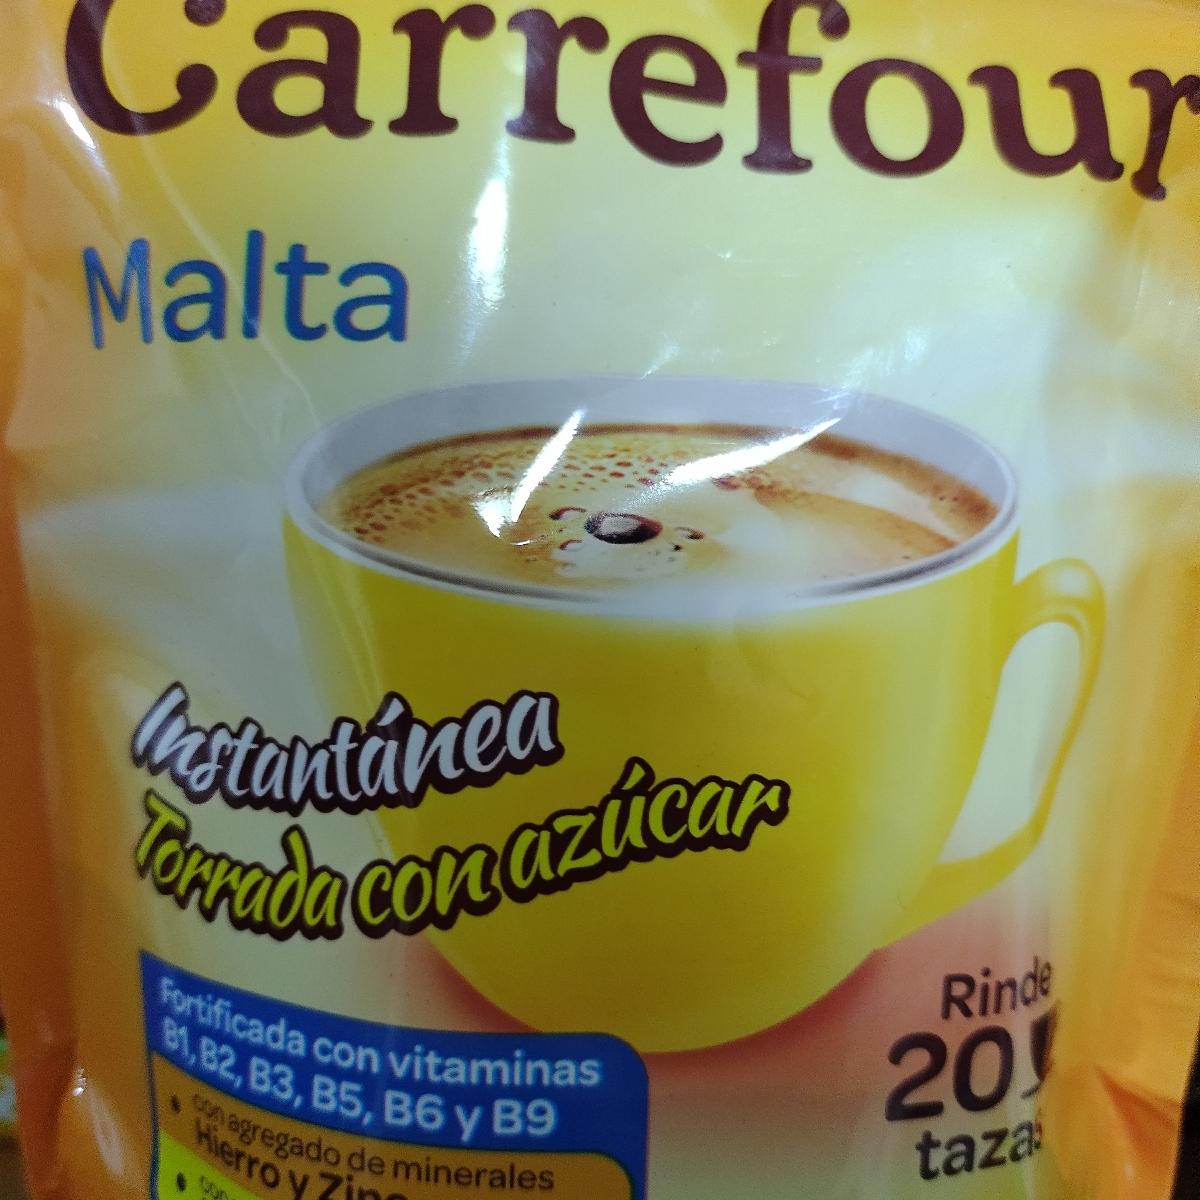 Carrefour
Malta
Instantánea
Torrada con azúcar
Fortificada con vitaminas
B1, B2, B3, B5, B6 y B9
• con agregado de minerales
Hierro y Zinc
•
Rinde
20
tazas